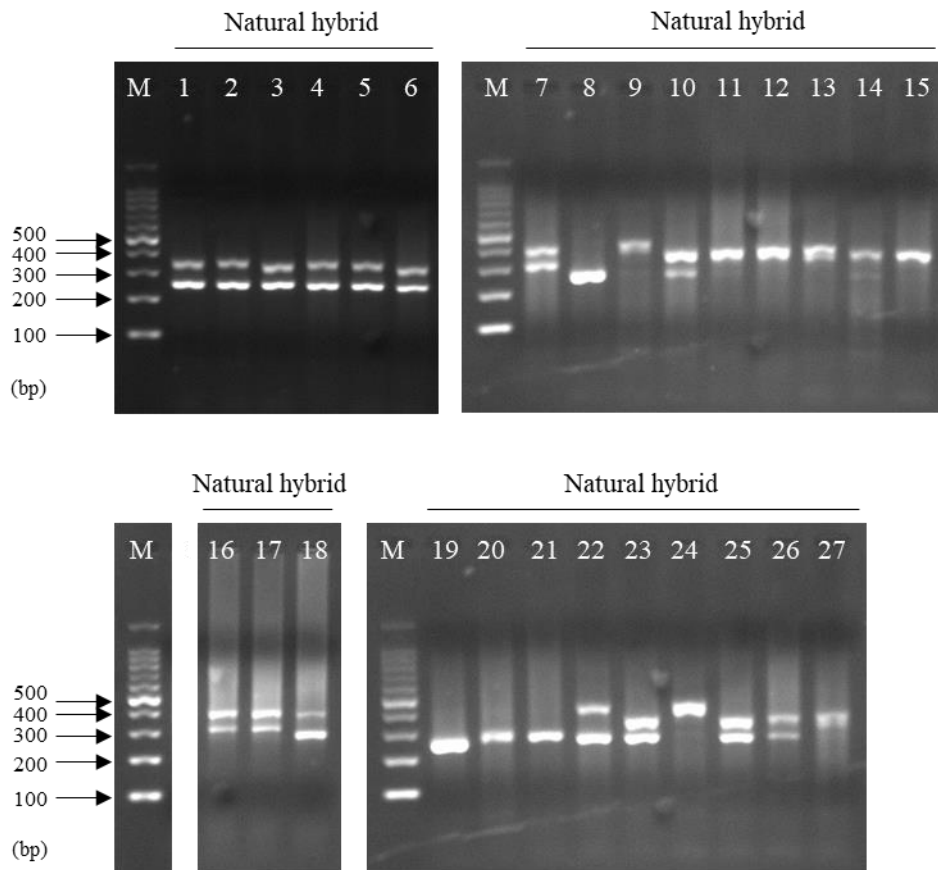 Natural hybrid
Natural hybrid
M 1 2 3 4 5 6
M 7 8 9 10 11 12 13 14 15
500
400
300
200
100
(bp)
Natural hybrid
Natural hybrid
M 16 17 18
M 19 20 21 22 23 24 25 26 27
500
400
300
200
100
(bp)